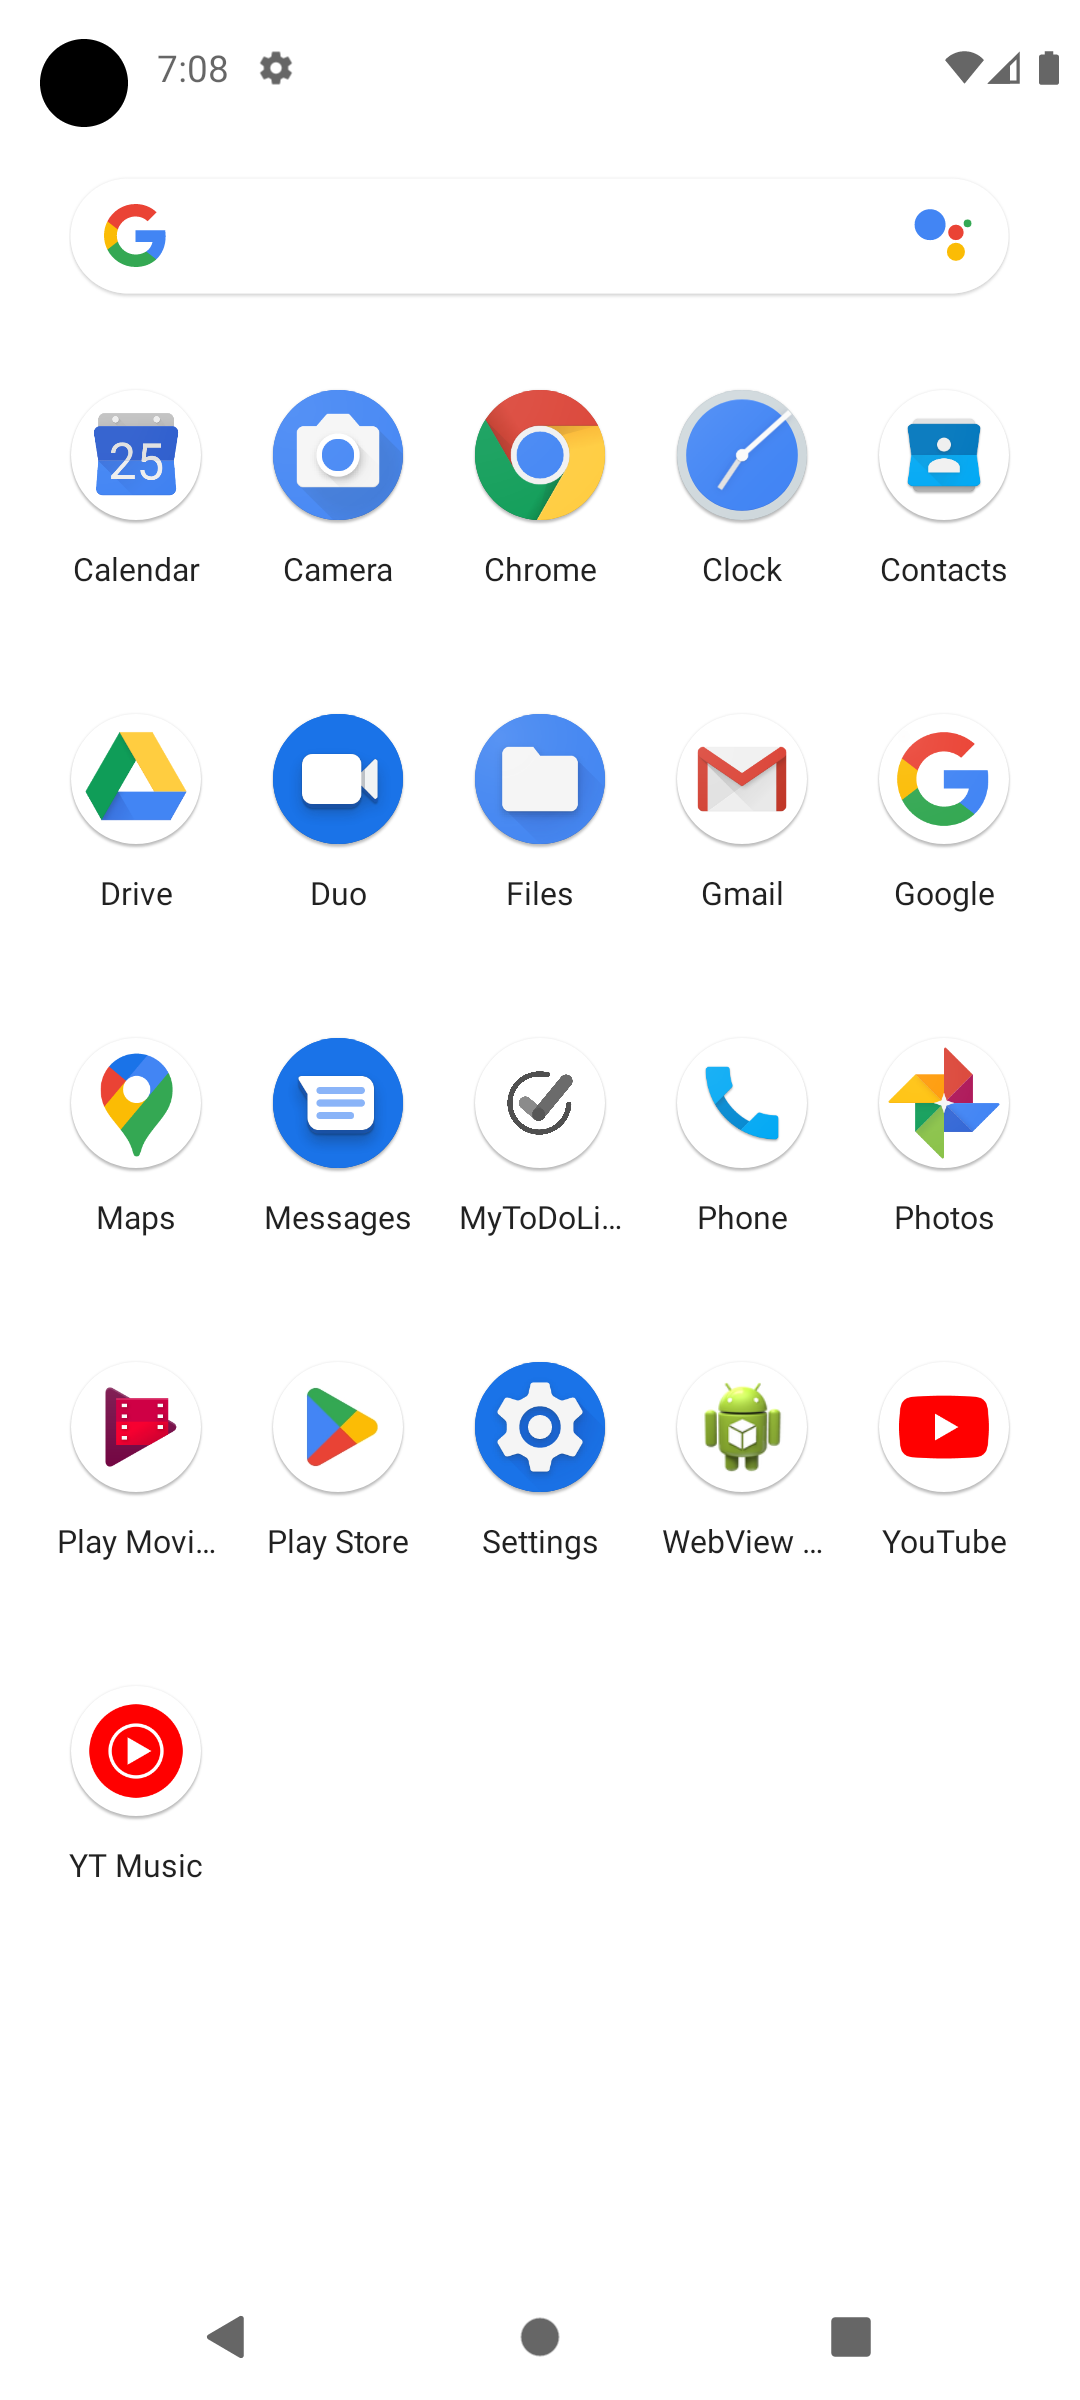 7:08
25
Calendar Camera Chrome Clock Contacts
Drive Duo Files Gmail Google
Maps Messages MyToDoLi... Phone Photos
Play Movi... Play Store Settings WebView ... YouTube
YT Music